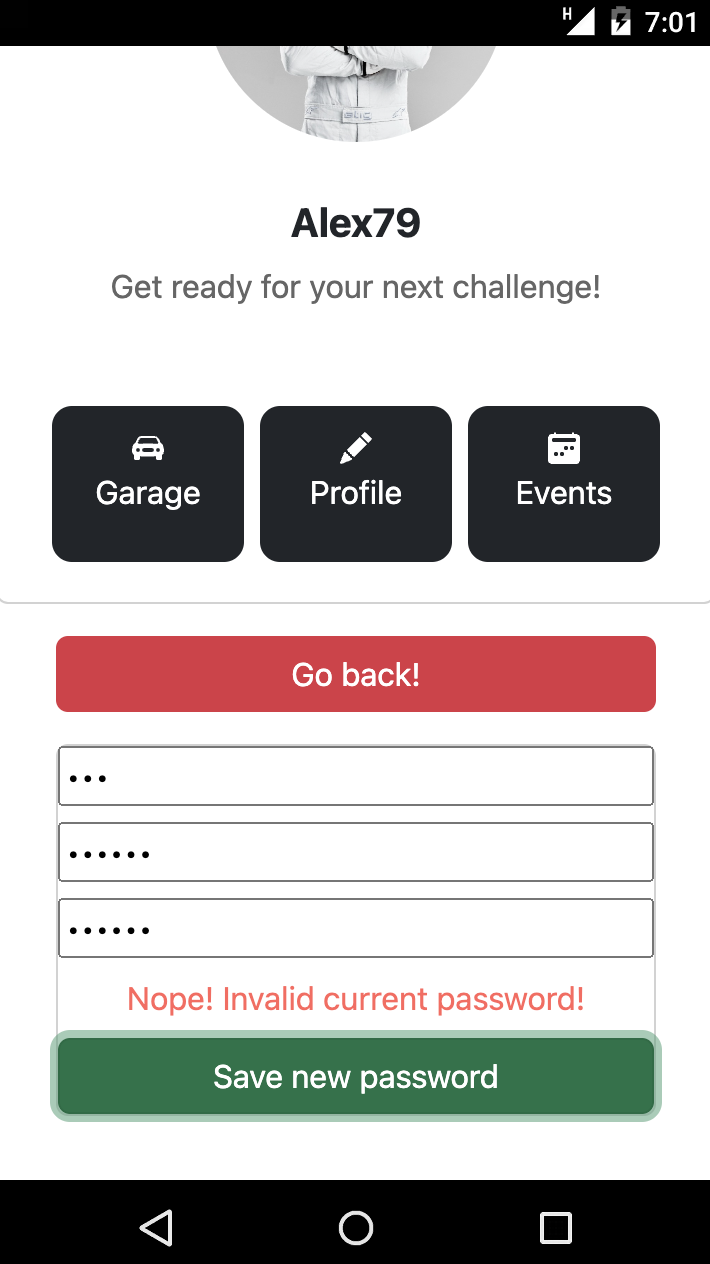 H 7:01
Alex79
Get ready for your next challenge!
Garage Profile Events
Go back!
•••
••••••
••••••
Nope! Invalid current password!
Save new password